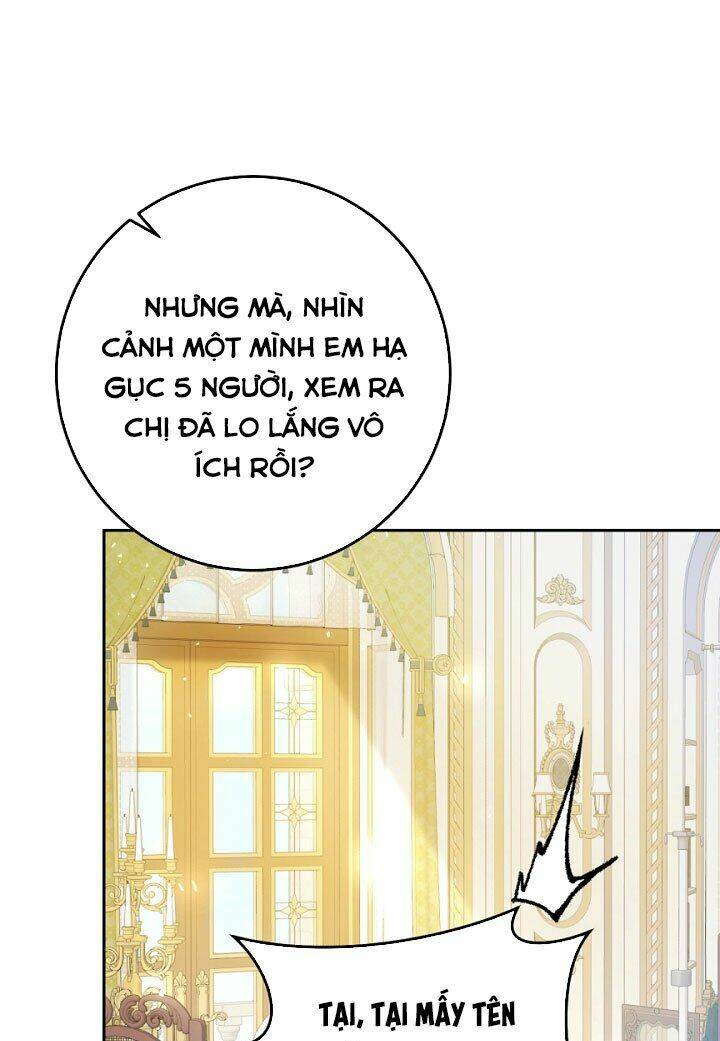 NHƯNG MÀ, NHÌN
CẢNH MỘT MÌNH EM HẠ
GỤC 5 NGƯỜI, XEM RA
CHỊ ĐÃ LO LẮNG VÔ
ÍCH RỒI?
TẠI, TẠI MẤY TÊN